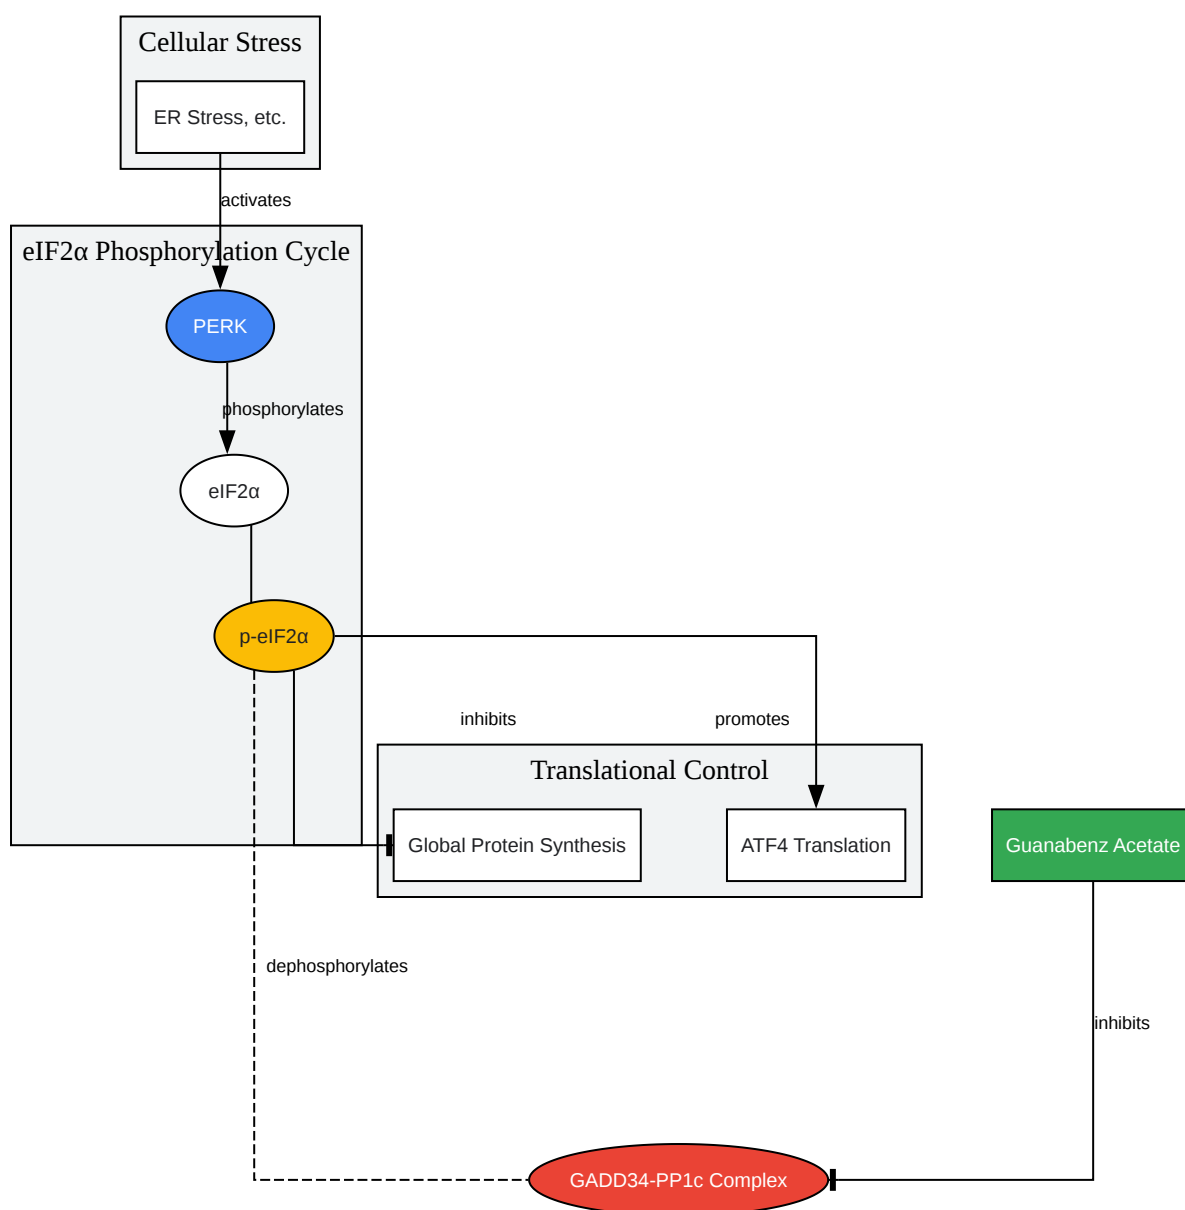 Cellular Stress
ER Stress, etc.
activates
eIF2α Phosphorylation Cycle
PERK
phosphorylates
eIF2α
p-eIF2α
inhibits
promotes
Translational Control
Global Protein Synthesis
ATF4 Translation
Guanabenz Acetate
dephosphorylates
inhibits
GADD34-PP1c Complex